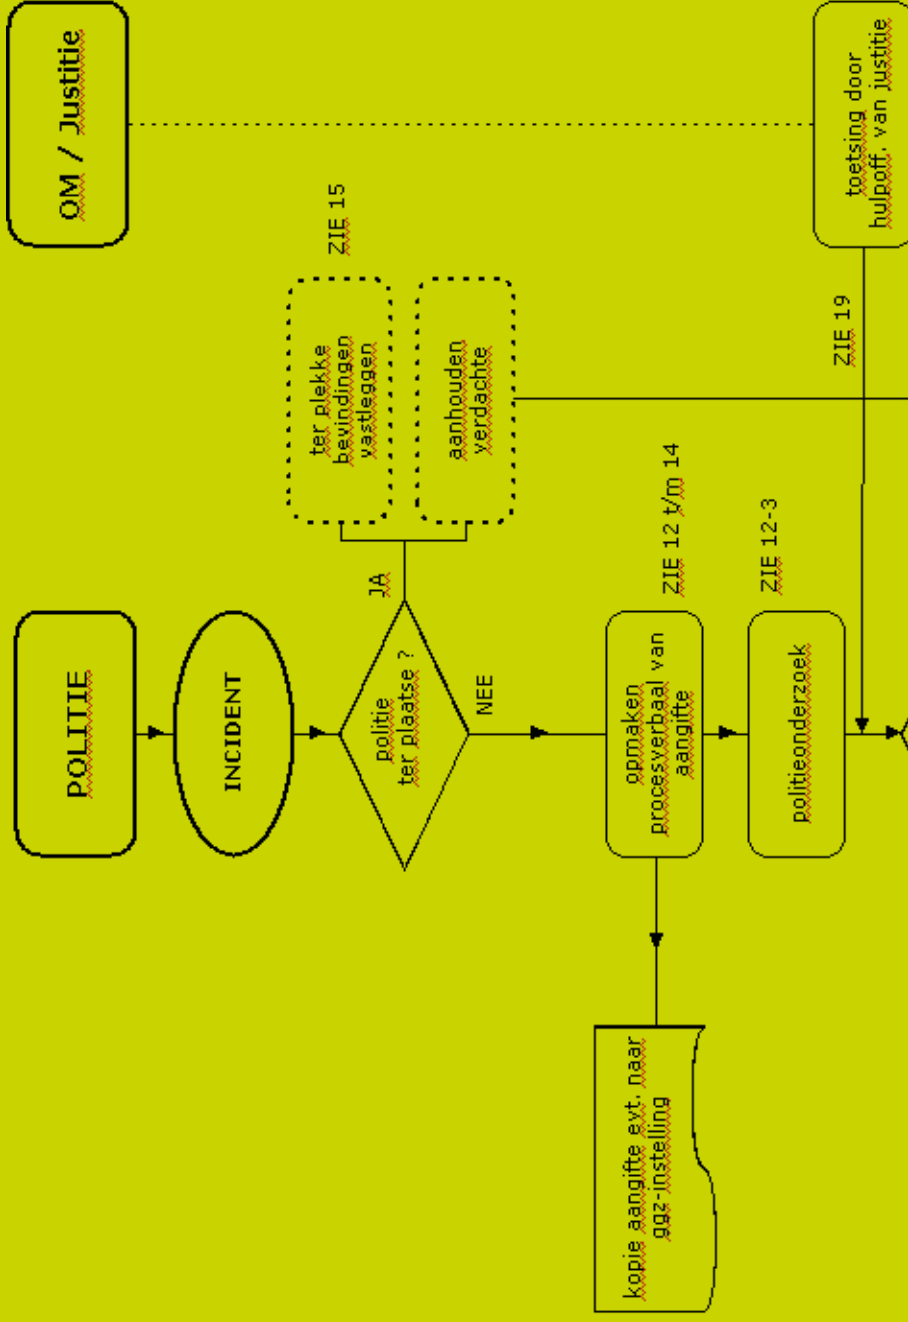 OM / Justitie
POLITIE
INCIDENT
politie
ter plaatse ?
JA
NEE
ter plekke
bevindingen
vastleggen
ZIE 15
aanhouden
verdachte
opmaken
procesverbaal van
aangifte
ZIE 12 t/m 14
kopie aangifte evt. naar
ggz-instelling
politieonderzoek
ZIE 12-3
toetsing door
hulpoff. van justitie
ZIE 19